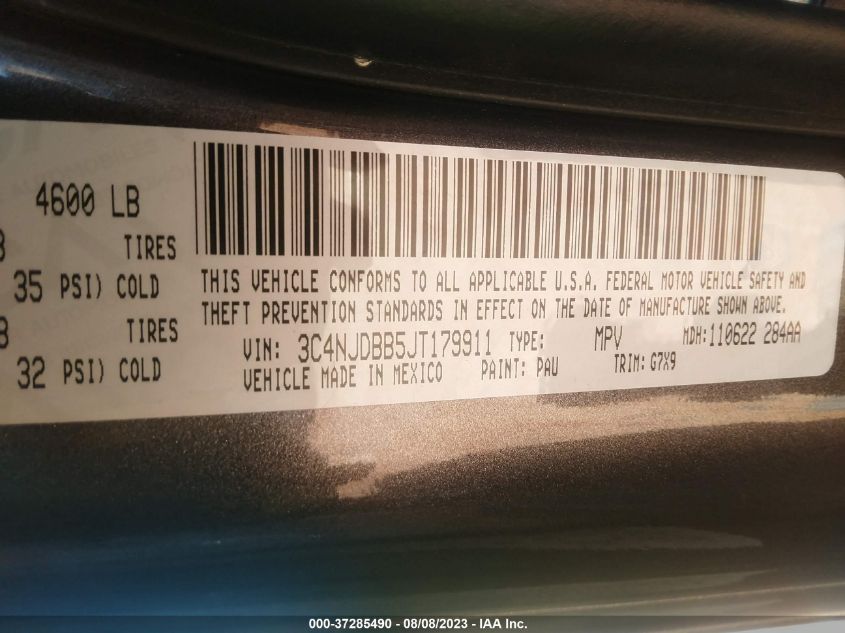 4600 LB
TIRES
35 PSI) COLD
TIRES
32 PSI) COLD
THIS VEHICLE CONFORMS TO ALL APPLICABLE U.S.A. FEDERAL MOTOR VEHICLE SAFETY AND
THEFT PREVENTION STANDARDS IN EFFECT ON THE DATE OF MANUFACTURE SHOWN ABOVE.
VIN: 3C4NJDBB5JT179911 TYPE: MPV MDH: 110622 284AA
VEHICLE MADE IN MEXICO PAINT: PAU TRIM: G7X9
000-37285490 - 08/08/2023 - IAA Inc.